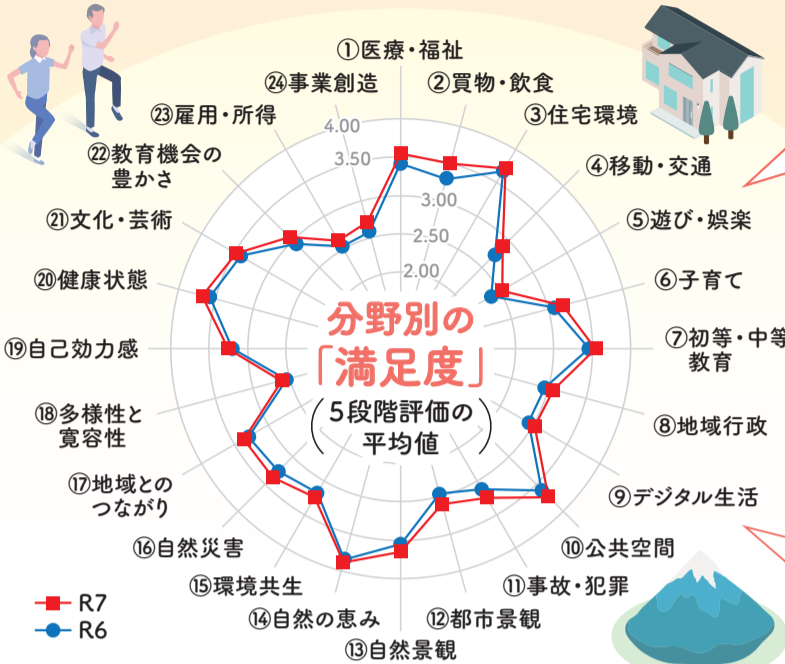 ①医療・福祉
②買物・飲食
③住宅環境
④移動・交通
⑤遊び・娯楽
⑥子育て
⑦初等・中等
教育
⑧地域行政
⑨デジタル生活
⑩公共空間
⑪事故・犯罪
⑫都市景観
⑬自然景観
⑭自然の恵み
⑮環境共生
⑯自然災害
⑰地域との
つながり
⑱多様性と
寛容性
⑲自己効力感
⑳健康状態
㉑文化・芸術
㉒教育機会の
豊かさ
㉓雇用・所得
㉔事業創造
4.00
3.50
3.00
2.50
2.00
分野別の
「満足度」
(5段階評価の
平均値)
R7
R6